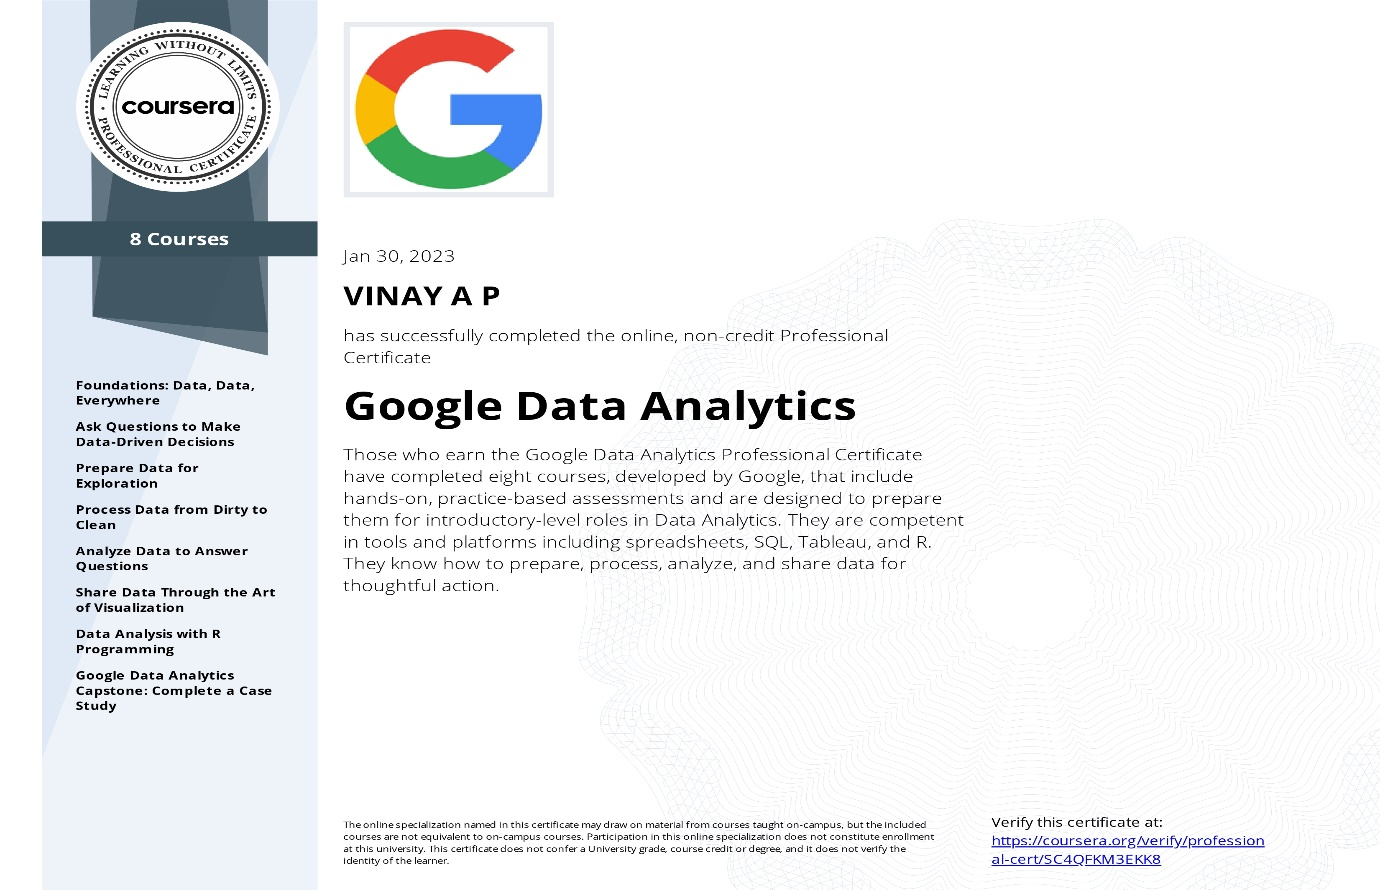 LEARNING WITHOUT LIMITS
coursera
PROFESSIONAL CERTIFICATE
8 Courses
Foundations: Data, Data,
Everywhere
Ask Questions to Make
Data-Driven Decisions
Prepare Data for
Exploration
Process Data from Dirty to
Clean
Analyze Data to Answer
Questions
Share Data Through the Art
of Visualization
Data Analysis with R
Programming
Google Data Analytics
Capstone: Complete a Case
Study
Jan 30, 2023
VINAY A P
has successfully completed the online, non-credit Professional
Certificate
Google Data Analytics
Those who earn the Google Data Analytics Professional Certificate
have completed eight courses, developed by Google, that include
hands-on, practice-based assessments and are designed to prepare
them for introductory-level roles in Data Analytics. They are competent
in tools and platforms including spreadsheets, SQL, Tableau, and R.
They know how to prepare, process, analyze, and share data for
thoughtful action.
The online specialization named in this certificate may draw on material from courses taught on-campus, but the included
courses are not equivalent to on-campus courses. Participation in this online specialization does not constitute enrollment
at this university. This certificate does not confer a University grade, course credit or degree, and it does not verify the
identity of the learner.
Verify this certificate at:
https://coursera.org/verify/profession
al-cert/SC4QFKM3EKK8